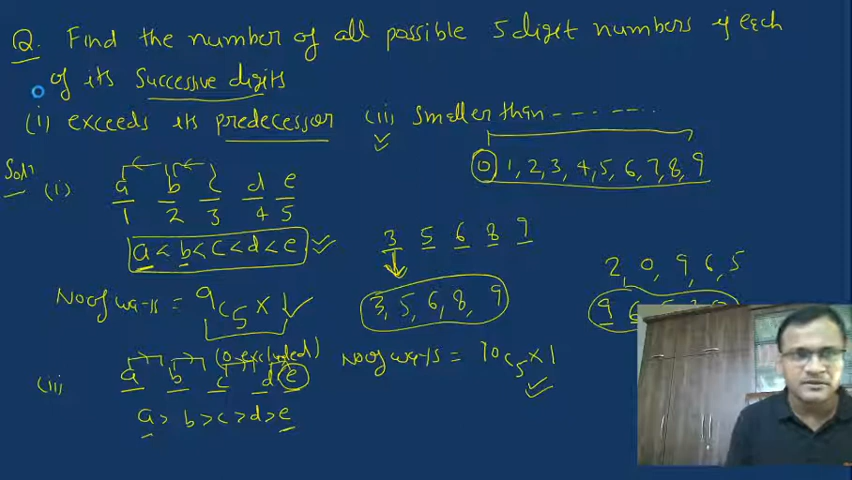 Q. Find the number of all possible 5 digit numbers if each
of its Successive digits
(i) exceeds its predecessor (ii) smaller than - - - - - - -
0 1, 2, 3, 4, 5, 6, 7, 8, 9
Solⁿ
(i) a b c d e
1 2 3 4 5
a < b < c < d < e
3 5 6 8 9
3, 5, 6, 8, 9
2, 0, 9, 6, 5
9 6
No of ways = 9c5 × 1
(0 excluded)
(ii) a b c d e
a > b > c > d > e
No of ways = 10c5 × 1